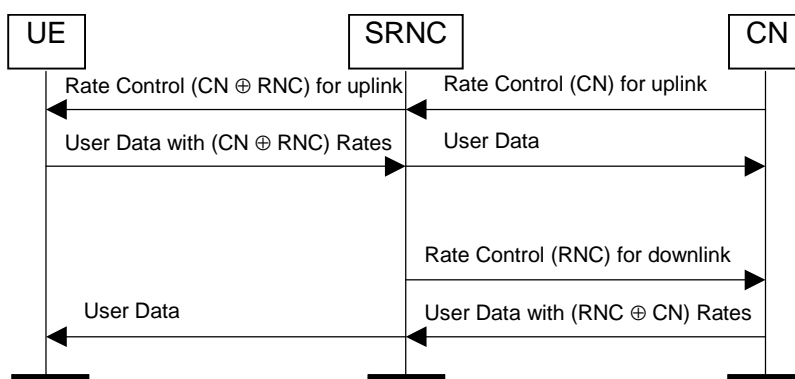 UE
SRNC
CN
Rate Control (CN ⊕ RNC) for uplink
Rate Control (CN) for uplink
User Data with (CN ⊕ RNC) Rates
User Data
Rate Control (RNC) for downlink
User Data
User Data with (RNC ⊕ CN) Rates